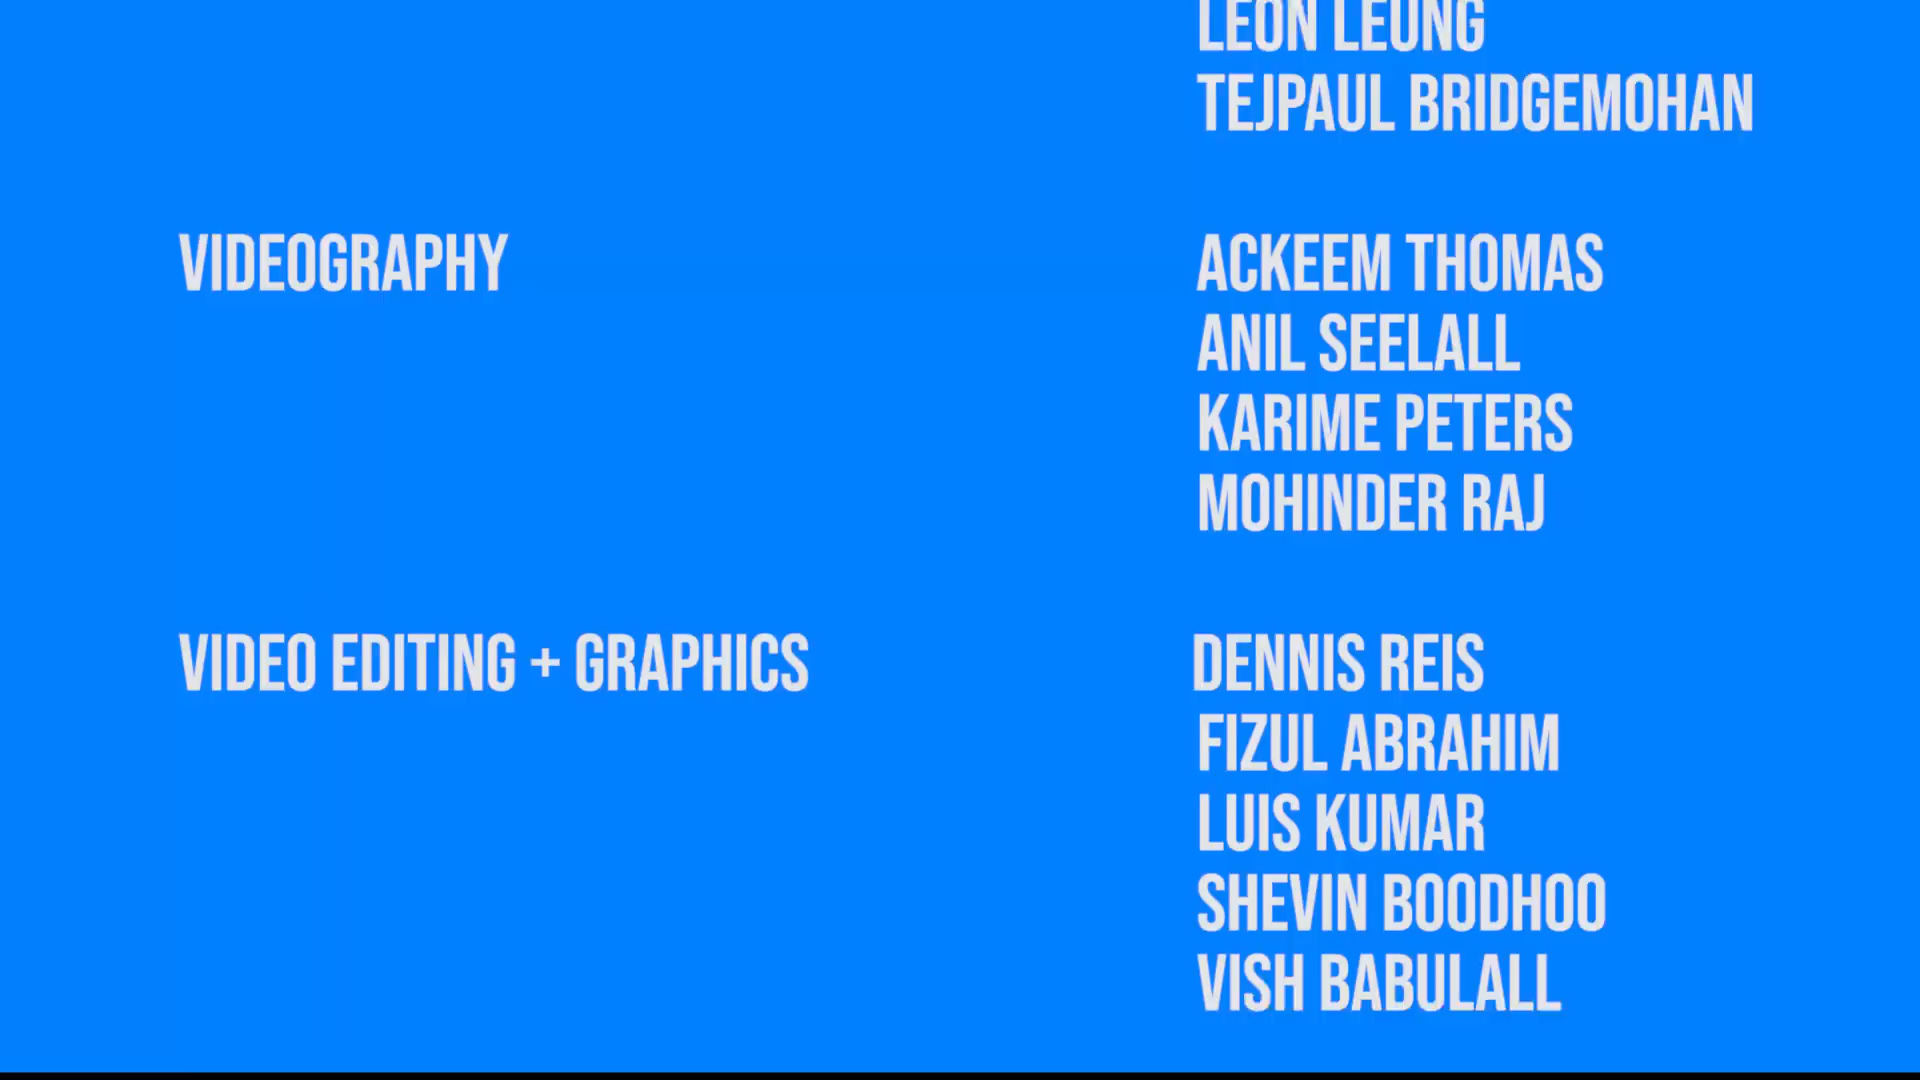 LEON LEUNG
TEJPAUL BRIDGEMOHAN
VIDEOGRAPHY ACKEEM THOMAS
ANIL SEELALL
KARIME PETERS
MOHINDER RAJ
VIDEO EDITING + GRAPHICS DENNIS REIS
FIZUL ABRAHIM
LUIS KUMAR
SHEVIN BOODHOO
VISH BABULALL